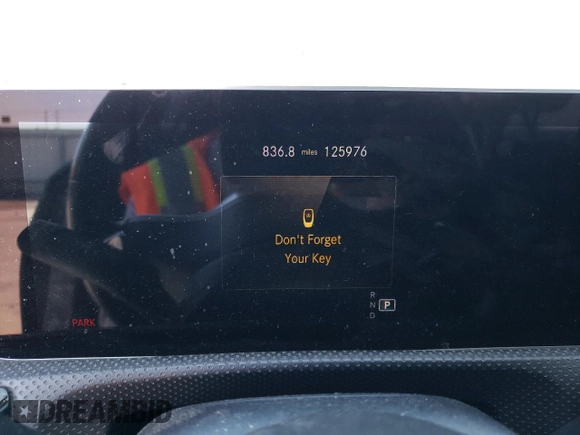 836.8 miles 125976
Don't Forget
Your Key
R
N P
D
PARK
DREAMBID